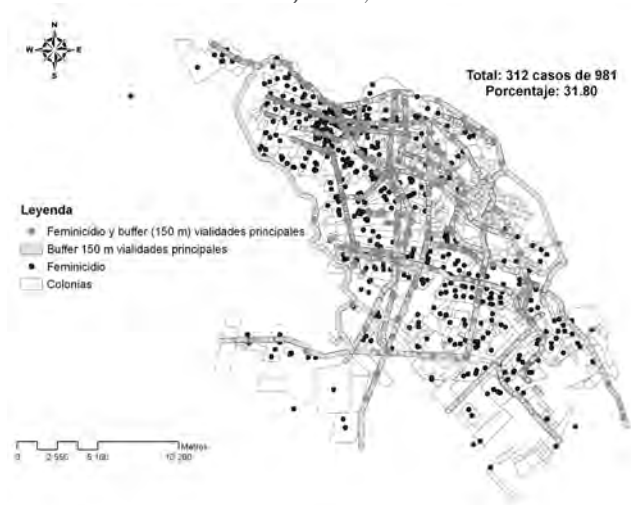 N
W E
S
Total: 312 casos de 981
Porcentaje: 31.80
Leyenda
Feminicidio y buffer (150 m) vialidades principales
Buffer 150 m vialidades principales
Feminicidio
Colonias
Metros
0 2 550 5 100 10 200